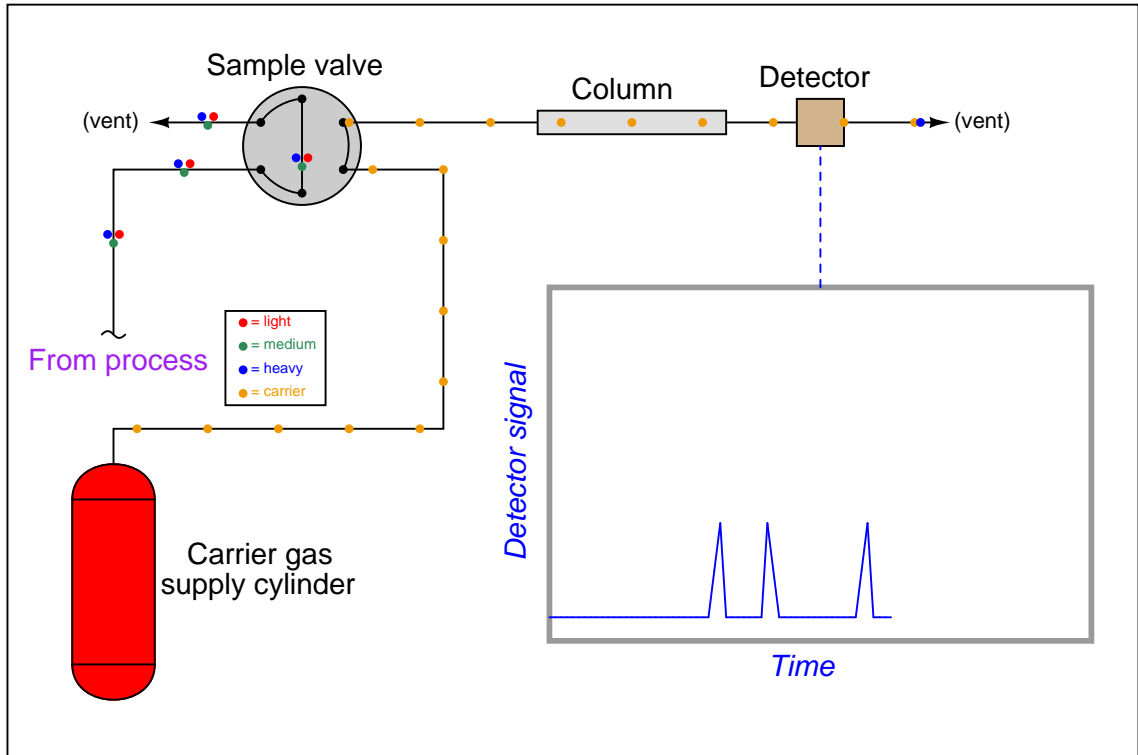 Sample valve
Column
Detector
(vent)
(vent)
= light
= medium
= heavy
= carrier
From process
Carrier gas
supply cylinder
Detector signal
Time